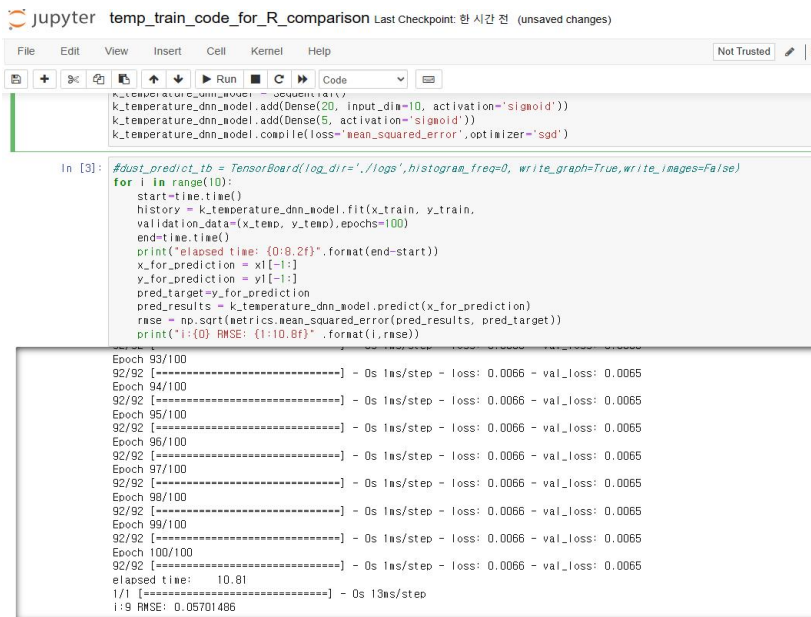 jupyter temp_train_code_for_R_comparison Last Checkpoint: 한 시간 전 (unsaved changes)
File Edit View Insert Cell Kernel Help Not Trusted
Run Code
k_temperature_dnn_model = Sequential()
k_temperature_dnn_model.add(Dense(20, input_dim=10, activation='sigmoid'))
k_temperature_dnn_model.add(Dense(5, activation='sigmoid'))
k_temperature_dnn_model.compile(loss='mean_squared_error',optimizer='sgd')
In [3]: #dust_predict_tb = TensorBoard(log_dir='./logs',histogram_freq=0, write_graph=True,write_images=False)
for i in range(10):
start=time.time()
history = k_temperature_dnn_model.fit(x_train, y_train,
validation_data=(x_temp, y_temp),epochs=100)
end=time.time()
print("elapsed time: {0:8.2f}".format(end-start))
x_for_prediction = x1[-1:]
y_for_prediction = y1[-1:]
pred_target=y_for_prediction
pred_results = k_temperature_dnn_model.predict(x_for_prediction)
rmse = np.sqrt(metrics.mean_squared_error(pred_results, pred_target))
print("i:{0} RMSE: {1:10.8f}" .format(i,rmse))
Epoch 93/100
92/92 [==============================] - 0s 1ms/step - loss: 0.0066 - val_loss: 0.0065
Epoch 94/100
92/92 [==============================] - 0s 1ms/step - loss: 0.0066 - val_loss: 0.0065
Epoch 95/100
92/92 [==============================] - 0s 1ms/step - loss: 0.0066 - val_loss: 0.0065
Epoch 96/100
92/92 [==============================] - 0s 1ms/step - loss: 0.0066 - val_loss: 0.0065
Epoch 97/100
92/92 [==============================] - 0s 1ms/step - loss: 0.0066 - val_loss: 0.0065
Epoch 98/100
92/92 [==============================] - 0s 1ms/step - loss: 0.0066 - val_loss: 0.0065
Epoch 99/100
92/92 [==============================] - 0s 1ms/step - loss: 0.0066 - val_loss: 0.0065
Epoch 100/100
92/92 [==============================] - 0s 1ms/step - loss: 0.0066 - val_loss: 0.0065
elapsed time: 10.81
1/1 [==============================] - 0s 13ms/step
i:9 RMSE: 0.05701486